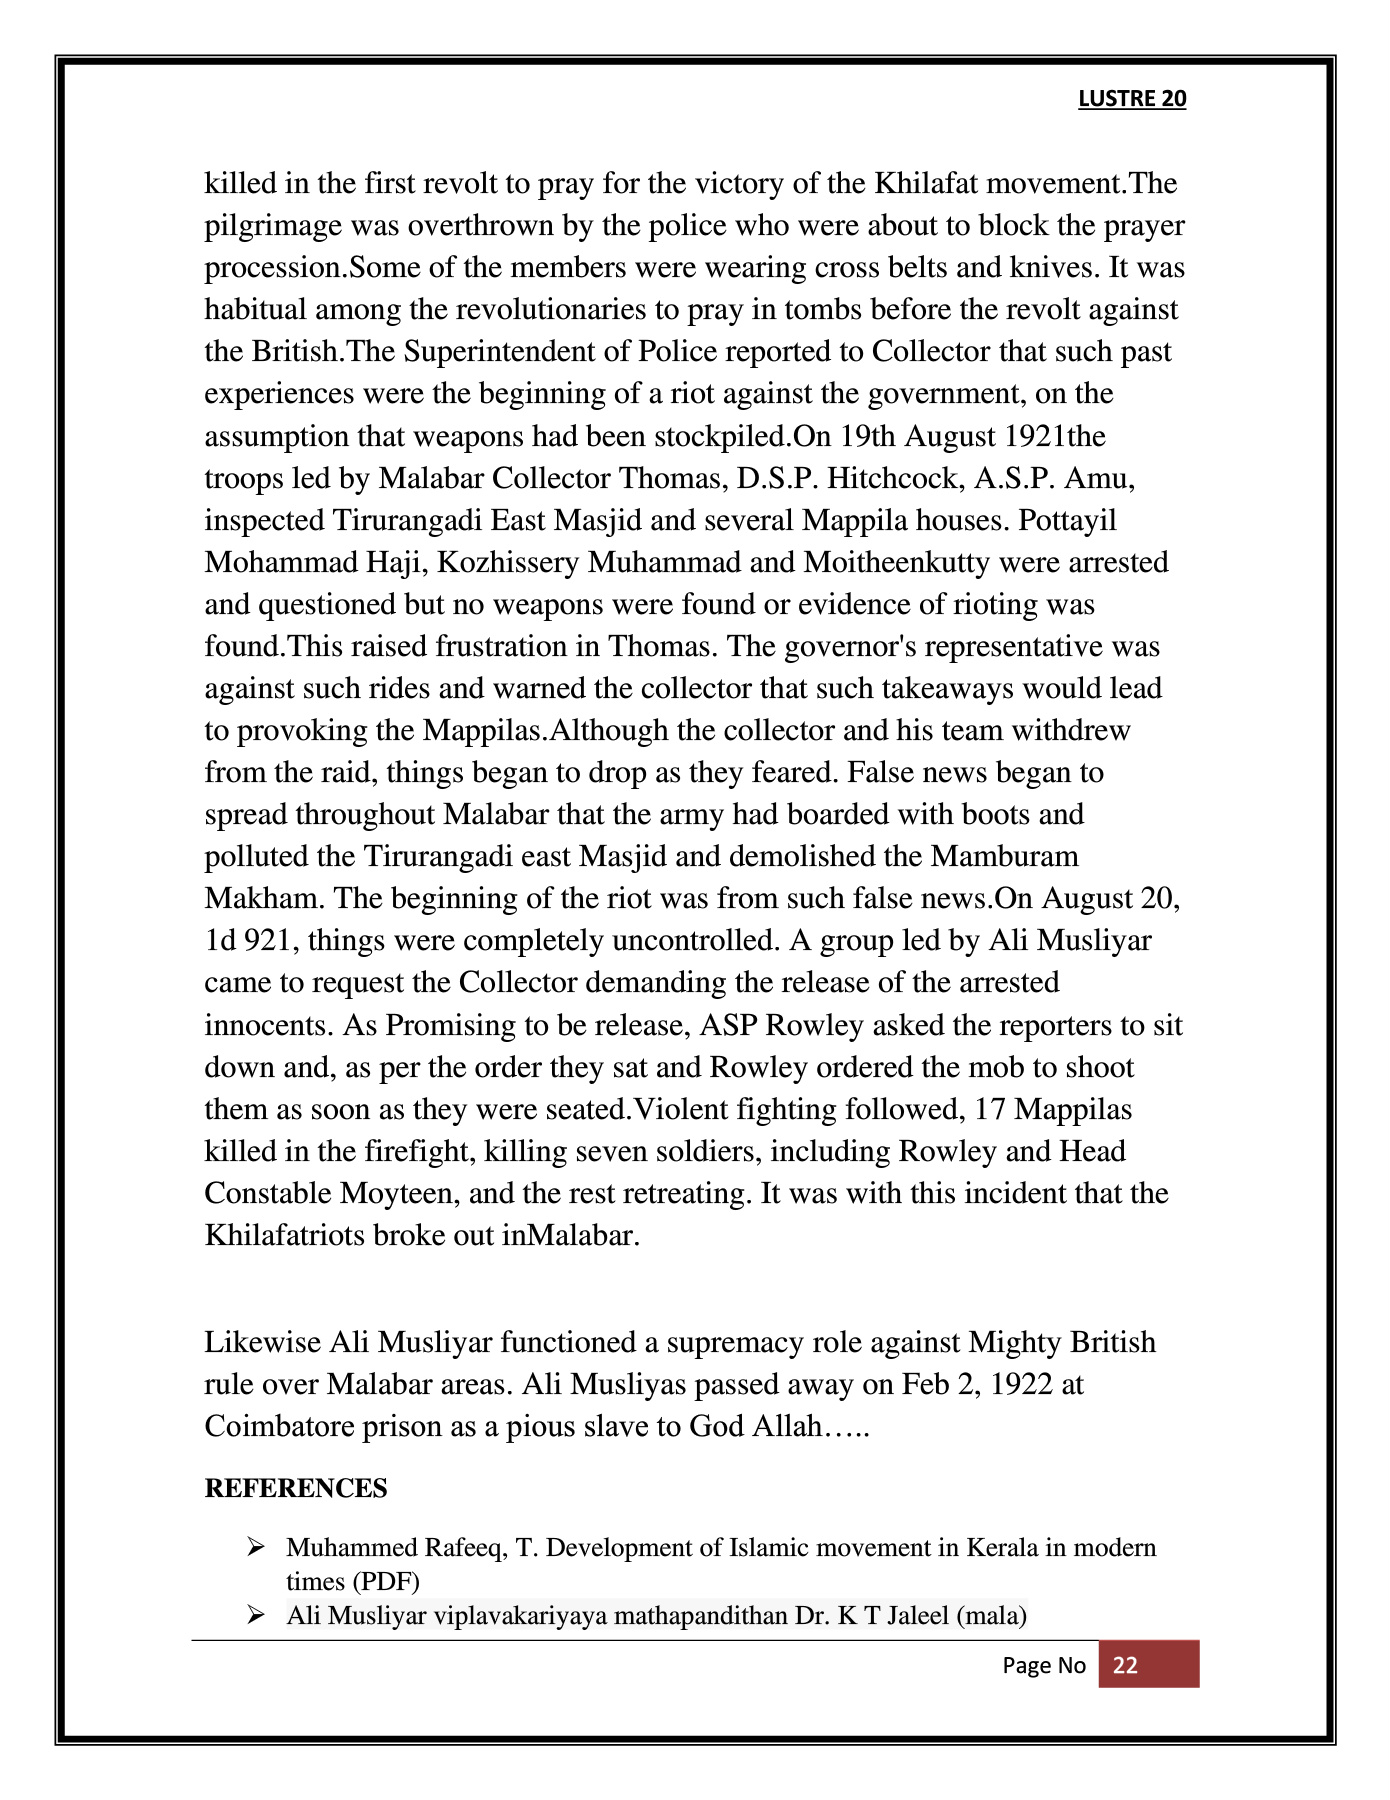 LUSTRE 20
killed in the first revolt to pray for the victory of the Khilafat movement.The
pilgrimage was overthrown by the police who were about to block the prayer
procession.Some of the members were wearing cross belts and knives. It was
habitual among the revolutionaries to pray in tombs before the revolt against
the British.The Superintendent of Police reported to Collector that such past
experiences were the beginning of a riot against the government, on the
assumption that weapons had been stockpiled.On 19th August 1921the
troops led by Malabar Collector Thomas, D.S.P. Hitchcock, A.S.P. Amu,
inspected Tirurangadi East Masjid and several Mappila houses. Pottayil
Mohammad Haji, Kozhissery Muhammad and Moitheenkutty were arrested
and questioned but no weapons were found or evidence of rioting was
found.This raised frustration in Thomas. The governor's representative was
against such rides and warned the collector that such takeaways would lead
to provoking the Mappilas.Although the collector and his team withdrew
from the raid, things began to drop as they feared. False news began to
spread throughout Malabar that the army had boarded with boots and
polluted the Tirurangadi east Masjid and demolished the Mamburam
Makham. The beginning of the riot was from such false news.On August 20,
1d 921, things were completely uncontrolled. A group led by Ali Musliyar
came to request the Collector demanding the release of the arrested
innocents. As Promising to be release, ASP Rowley asked the reporters to sit
down and, as per the order they sat and Rowley ordered the mob to shoot
them as soon as they were seated.Violent fighting followed, 17 Mappilas
killed in the firefight, killing seven soldiers, including Rowley and Head
Constable Moyteen, and the rest retreating. It was with this incident that the
Khilafatriots broke out inMalabar.
Likewise Ali Musliyar functioned a supremacy role against Mighty British
rule over Malabar areas. Ali Musliyas passed away on Feb 2, 1922 at
Coimbatore prison as a pious slave to God Allah…..
REFERENCES
➢ Muhammed Rafeeq, T. Development of Islamic movement in Kerala in modern
times (PDF)
➢ Ali Musliyar viplavakariyaya mathapandithan Dr. K T Jaleel (mala)
Page No 22